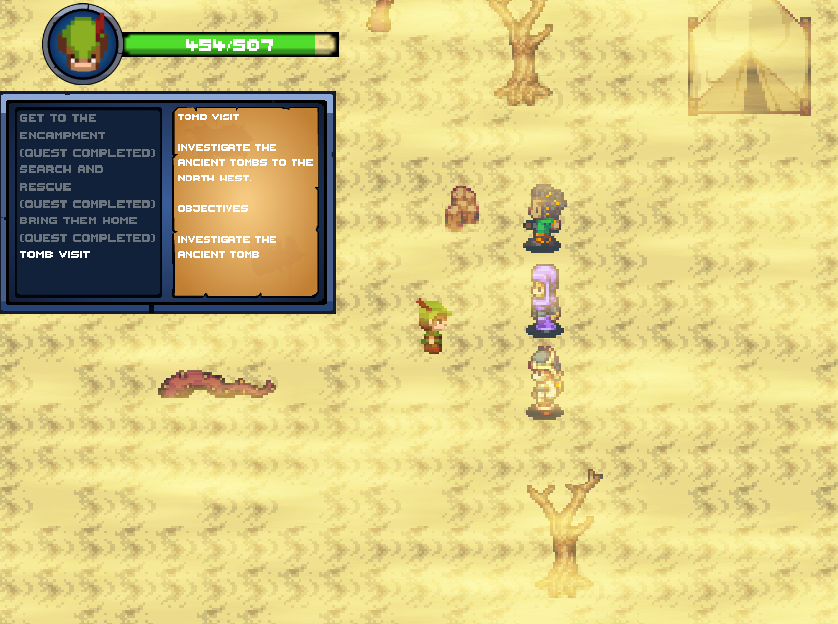 454/507
GET TO THE
ENCAMPMENT
(QUEST COMPLETED)
SEARCH AND
RESCUE
(QUEST COMPLETED)
BRING THEM HOME
(QUEST COMPLETED)
TOMB VISIT
TOMB VISIT
INVESTIGATE THE
ANCIENT TOMBS TO THE
NORTH WEST.
OBJECTIVES
INVESTIGATE THE
ANCIENT TOMB